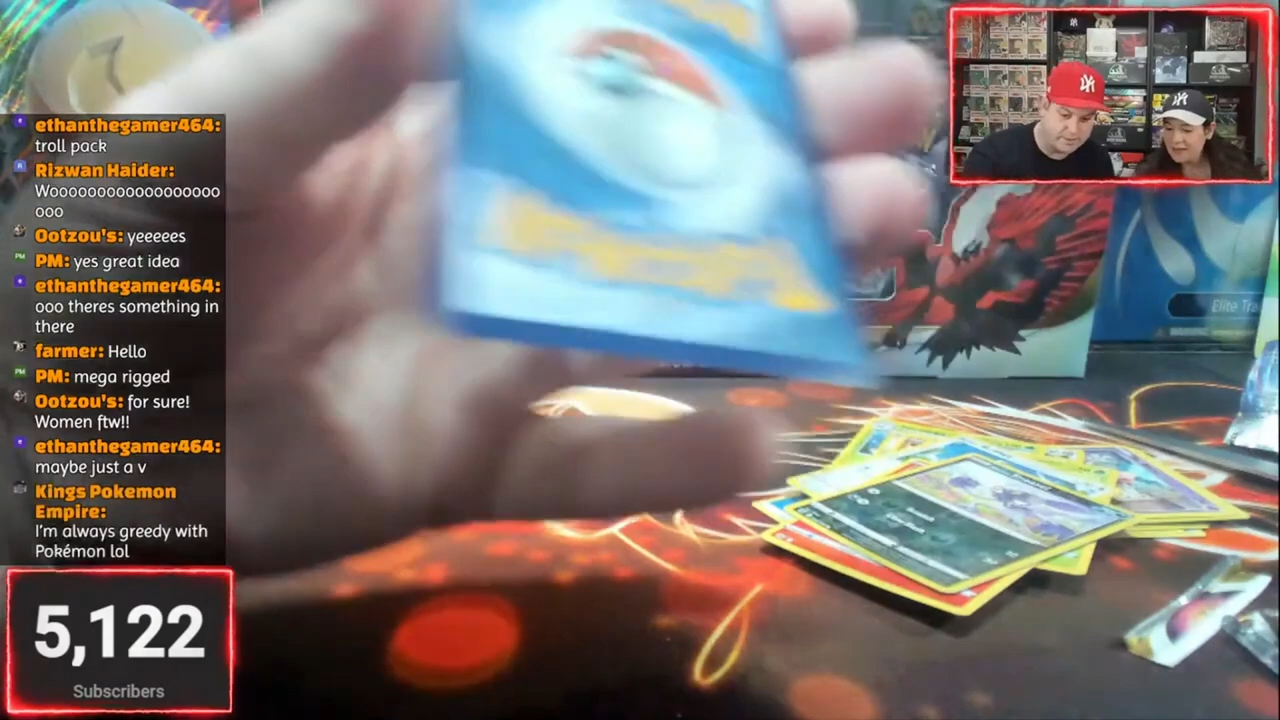 ethanthegamer464:
troll pack
Rizwan Haider:
Woooooooooooooooooo
ooo
Ootzou's: yeeeees
PM: yes great idea
ethanthegamer464:
ooo theres something in
there
farmer: Hello
PM: mega rigged
Ootzou's: for sure!
Women ftw!!
ethanthegamer464:
maybe just a v
Kings Pokemon
Empire:
I'm always greedy with
Pokémon lol
5,122
Subscribers
Elite Tra